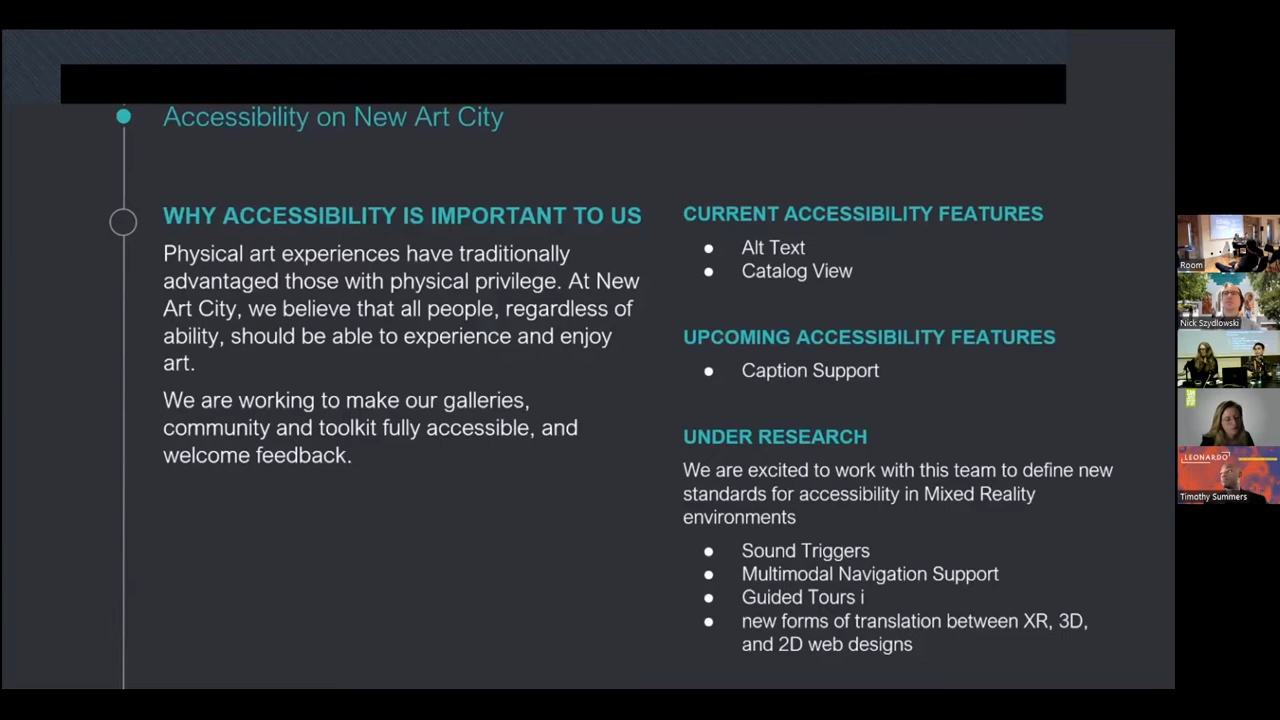 Accessibility on New Art City
WHY ACCESSIBILITY IS IMPORTANT TO US
Physical art experiences have traditionally
advantaged those with physical privilege. At New
Art City, we believe that all people, regardless of
ability, should be able to experience and enjoy
art.
We are working to make our galleries,
community and toolkit fully accessible, and
welcome feedback.
CURRENT ACCESSIBILITY FEATURES
● Alt Text
● Catalog View
UPCOMING ACCESSIBILITY FEATURES
● Caption Support
UNDER RESEARCH
We are excited to work with this team to define new
standards for accessibility in Mixed Reality
environments
● Sound Triggers
● Multimodal Navigation Support
● Guided Tours i
● new forms of translation between XR, 3D,
and 2D web designs
Room
Nick Szydlowski
LEONARDO
Timothy Summers